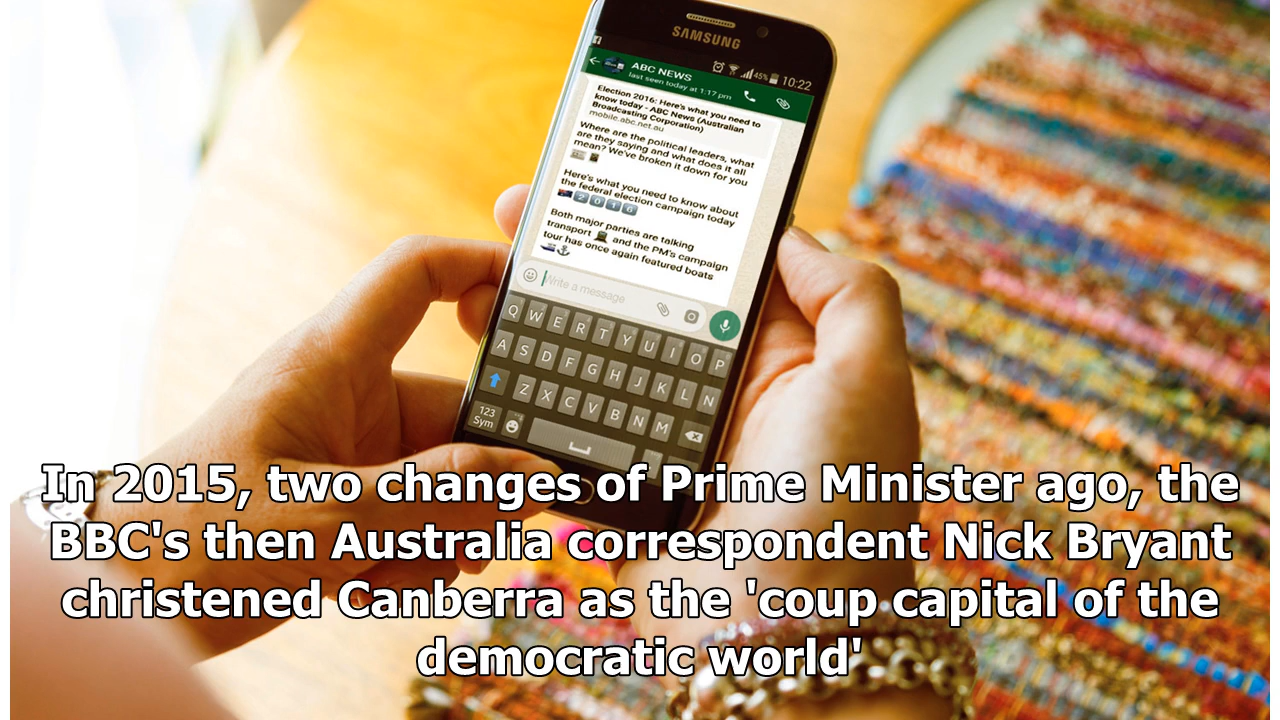 SAMSUNG
45% 10:22
ABC NEWS
last seen today at 1:17 pm
Election 2016: Here's what you need to
know today - ABC News (Australian
Broadcasting Corporation)
mobile.abc.net.au
Where are the political leaders, what
are they saying and what does it all
mean? We've broken it down for you
Here's what you need to know about
the federal election campaign today
2016
Both major parties are talking
transport and the PM's campaign
tour has once again featured boats
Write a message
Q W E R T Y U I O P
A S D F G H J K L N
Z X C V B N M
123
Sym
In 2015, two changes of Prime Minister ago, the
BBC's then Australia correspondent Nick Bryant
christened Canberra as the 'coup capital of the
democratic world'